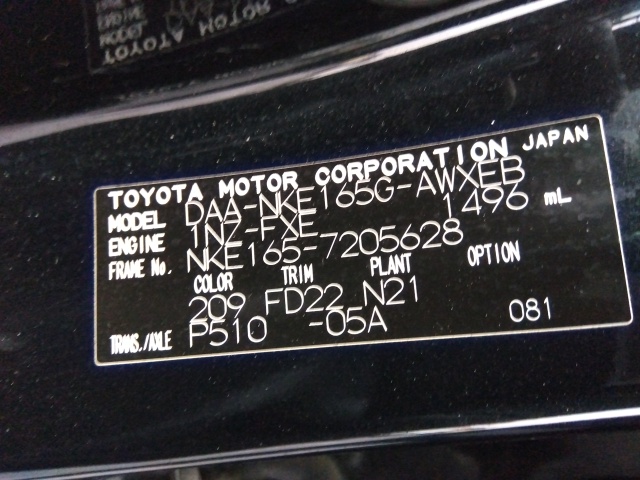 TOYOTA MOTOR CORPORATION JAPAN
MODEL DAA-NKE165G-AWXEB
ENGINE 1NZ-FXE 1496 mL
FRAME No. NKE165-7205628
COLOR TRIM PLANT OPTION
209 FD22 N21
TRANS./AXLE P510 -05A 081